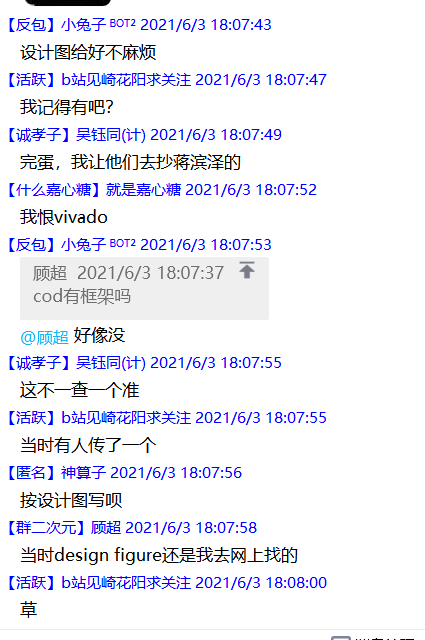 【反包】小兔子 BOT² 2021/6/3 18:07:43
设计图给好不麻烦
【活跃】b站见崎花阳求关注 2021/6/3 18:07:47
我记得有吧？
【诚孝子】吴钰同(计) 2021/6/3 18:07:49
完蛋，我让他们去抄蒋滨泽的
【什么嘉心糖】就是嘉心糖 2021/6/3 18:07:52
我恨vivado
【反包】小兔子 BOT² 2021/6/3 18:07:53
顾超 2021/6/3 18:07:37
cod有框架吗
@顾超 好像没
【诚孝子】吴钰同(计) 2021/6/3 18:07:55
这不一查一个准
【活跃】b站见崎花阳求关注 2021/6/3 18:07:55
当时有人传了一个
【匿名】神算子 2021/6/3 18:07:56
按设计图写呗
【群二次元】顾超 2021/6/3 18:07:58
当时design figure还是我去网上找的
【活跃】b站见崎花阳求关注 2021/6/3 18:08:00
草